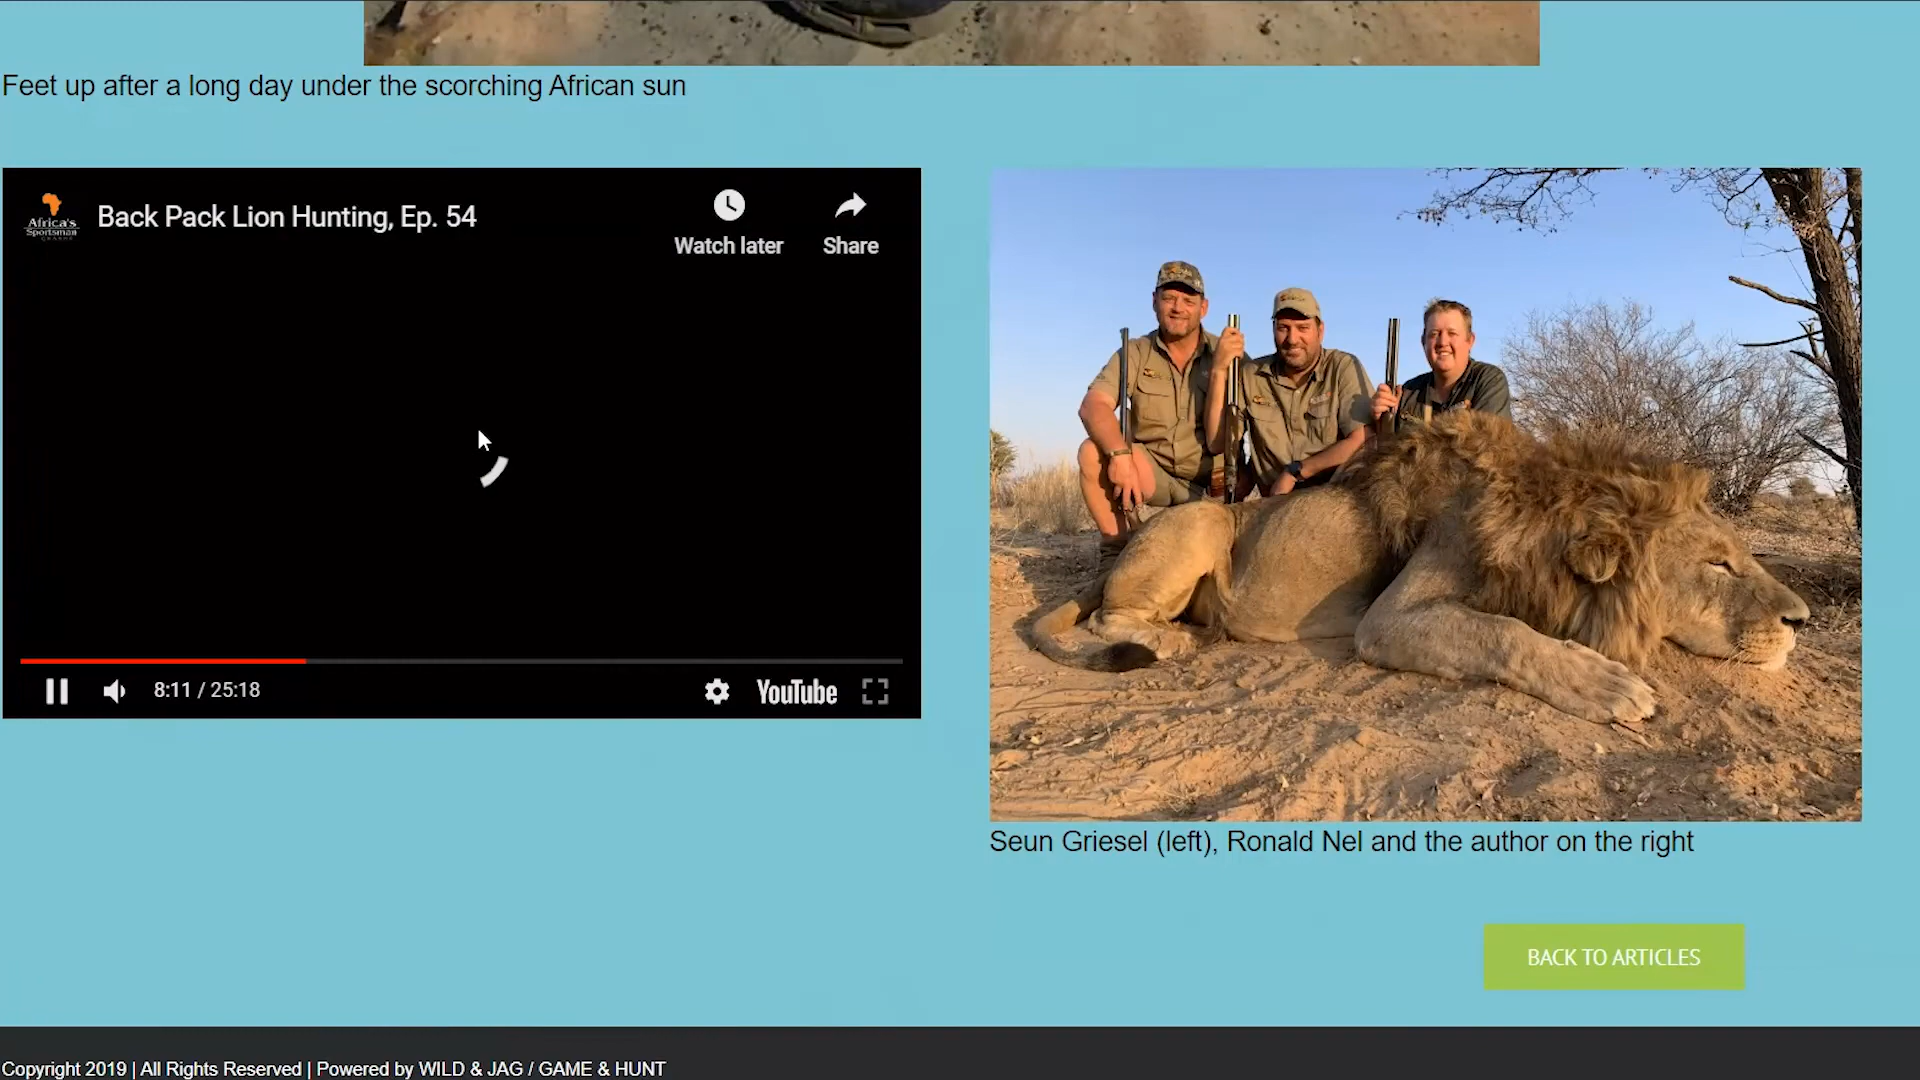 Feet up after a long day under the scorching African sun
Africa's
Sportsman
Back Pack Lion Hunting, Ep. 54
Watch later
Share
8:11 / 25:18
YouTube
Seun Griesel (left), Ronald Nel and the author on the right
BACK TO ARTICLES
Copyright 2019 | All Rights Reserved | Powered by WILD & JAG / GAME & HUNT